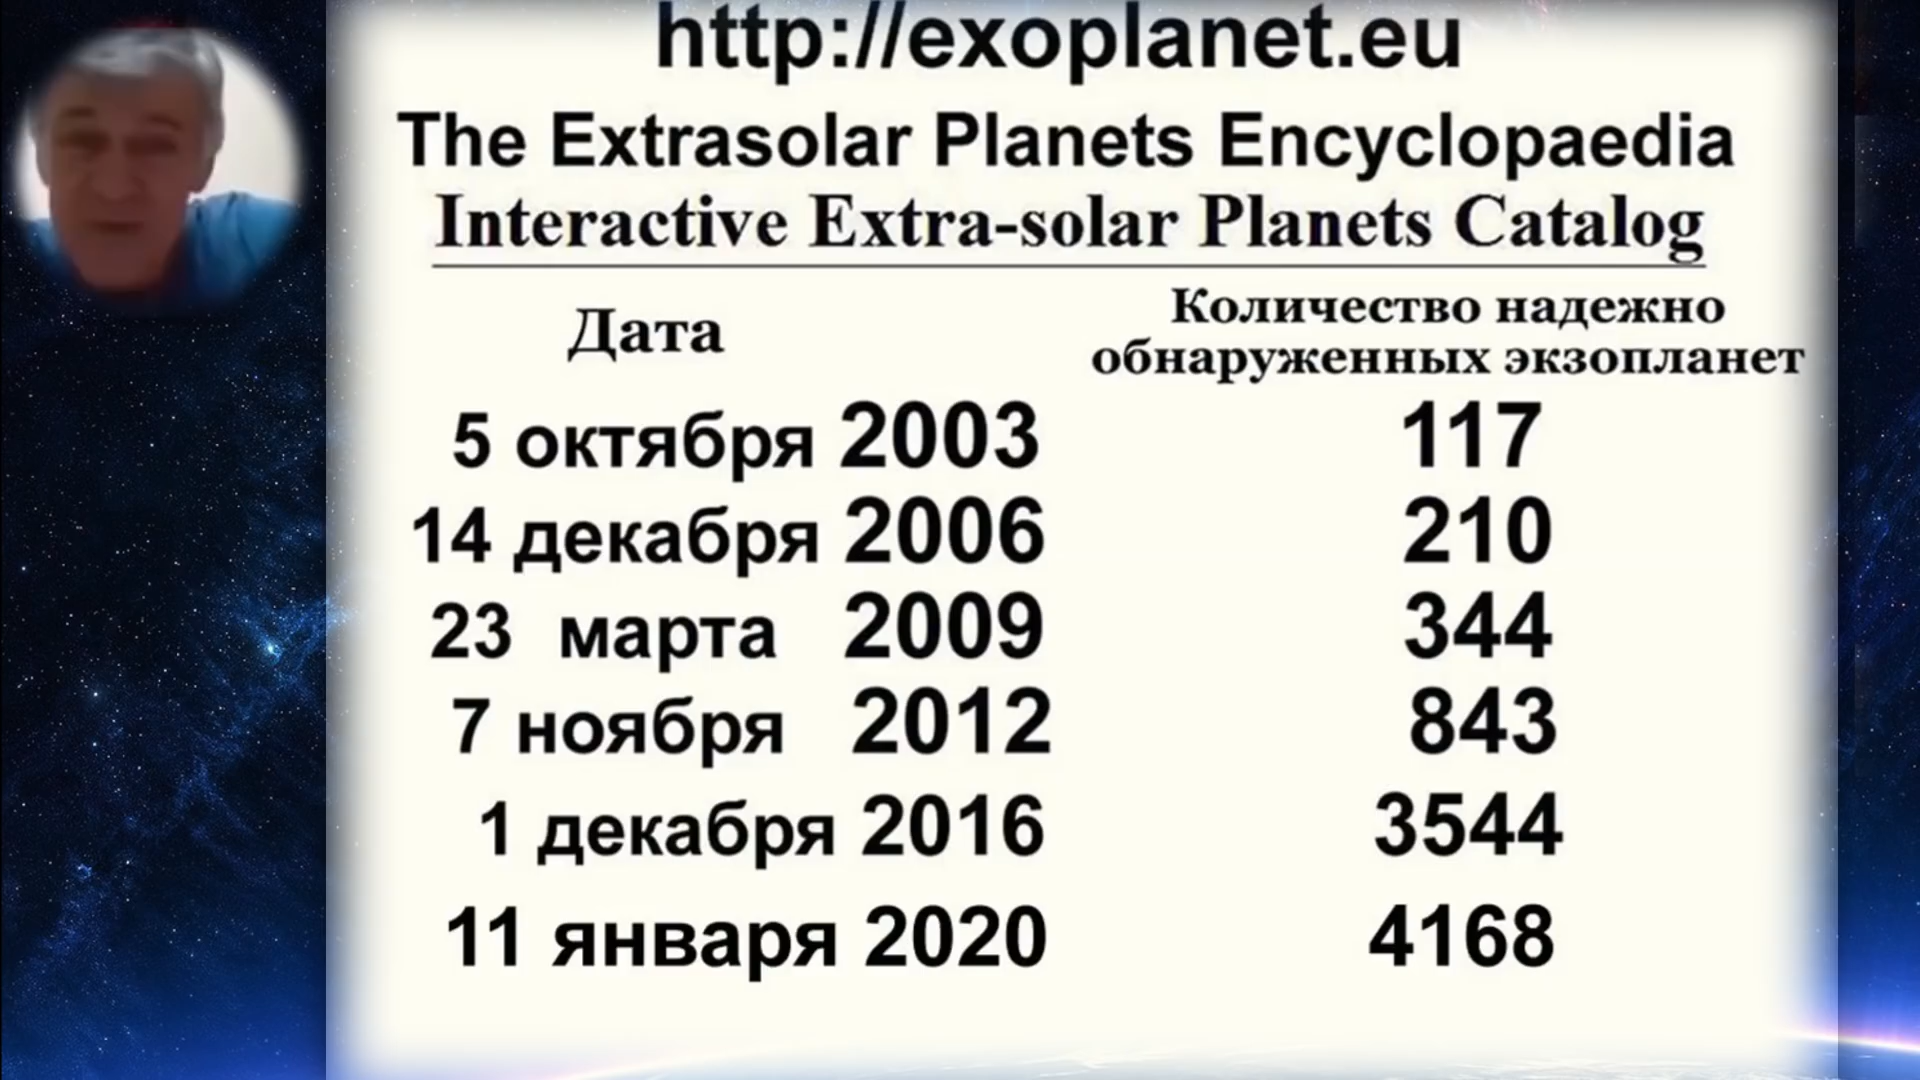 http://exoplanet.eu
The Extrasolar Planets Encyclopaedia
Interactive Extra-solar Planets Catalog
Дата Количество надежно обнаруженных экзопланет
5 октября 2003 117
14 декабря 2006 210
23 марта 2009 344
7 ноября 2012 843
1 декабря 2016 3544
11 января 2020 4168